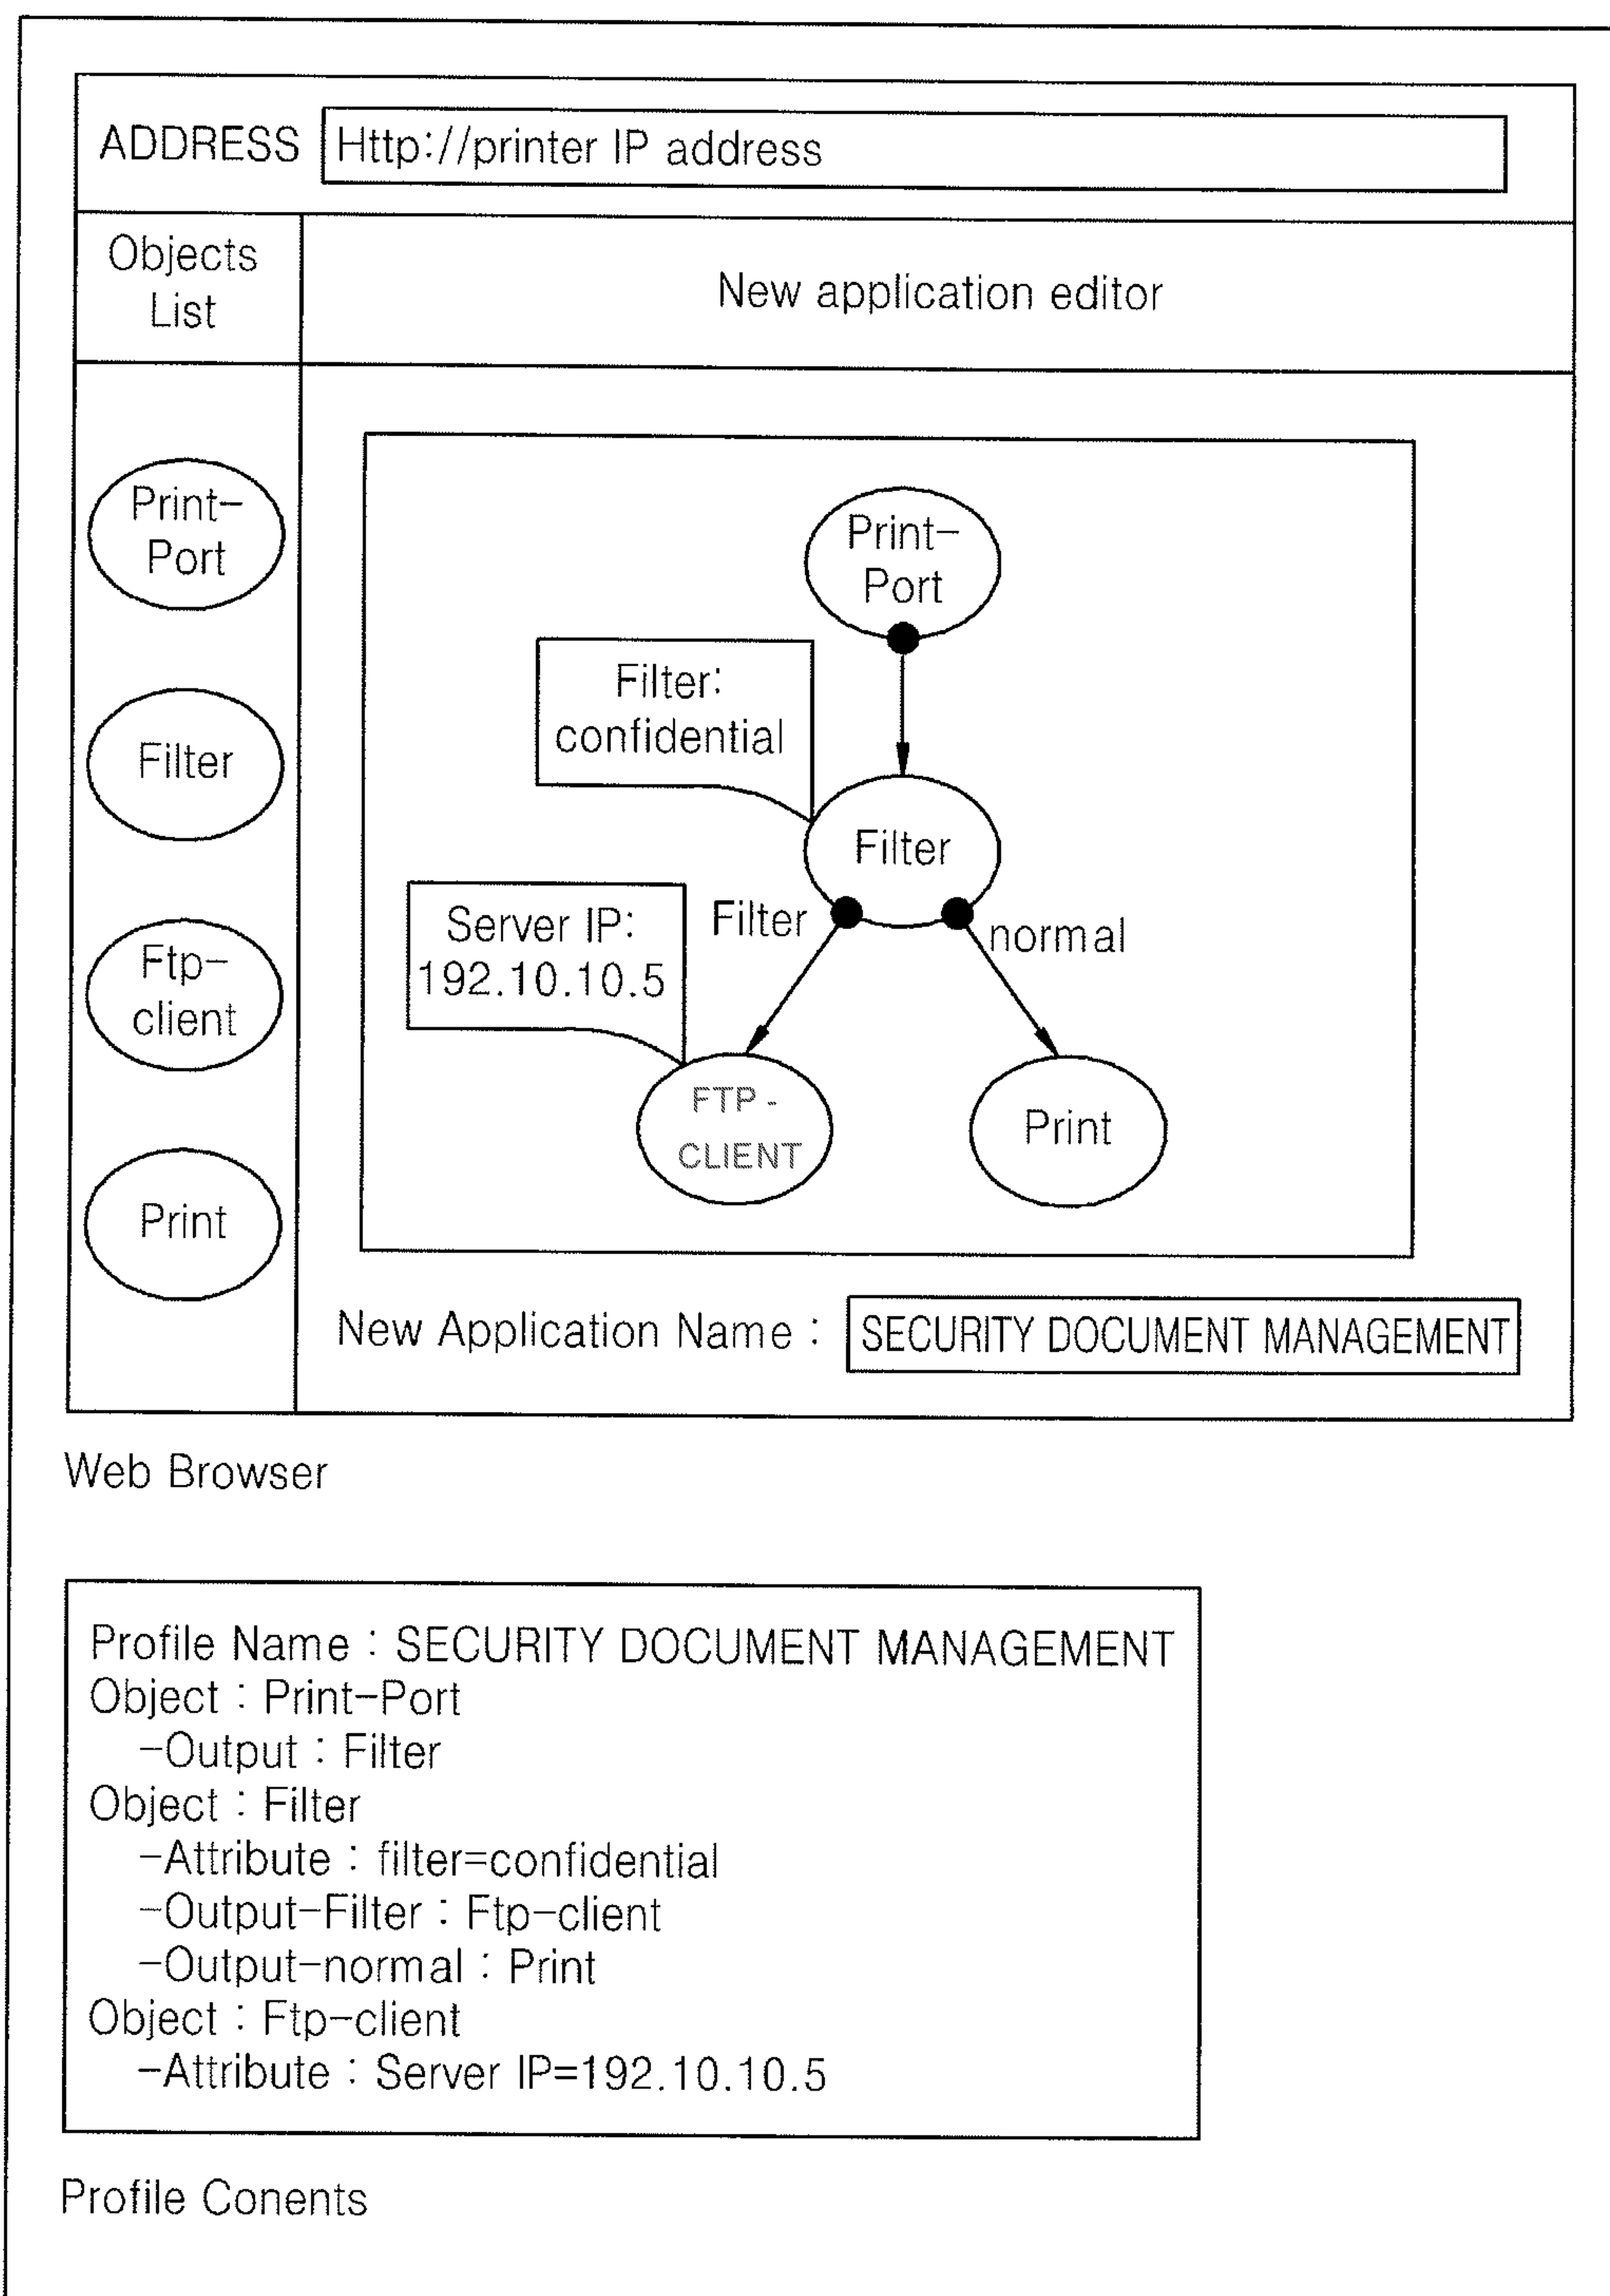 ADDRESS Http://printer IP address
Objects
List
New application editor
Print-
Port
Filter
Ftp-
client
Print
Print-
Port
Filter:
confidential
Filter
Filter
normal
Server IP:
192.10.10.5
FTP -
CLIENT
Print
New Application Name : SECURITY DOCUMENT MANAGEMENT
Web Browser
Profile Name : SECURITY DOCUMENT MANAGEMENT
Object : Print-Port
-Output : Filter
Object : Filter
-Attribute : filter=confidential
-Output-Filter : Ftp-client
-Output-normal : Print
Object : Ftp-client
-Attribute : Server IP=192.10.10.5
Profile Conents